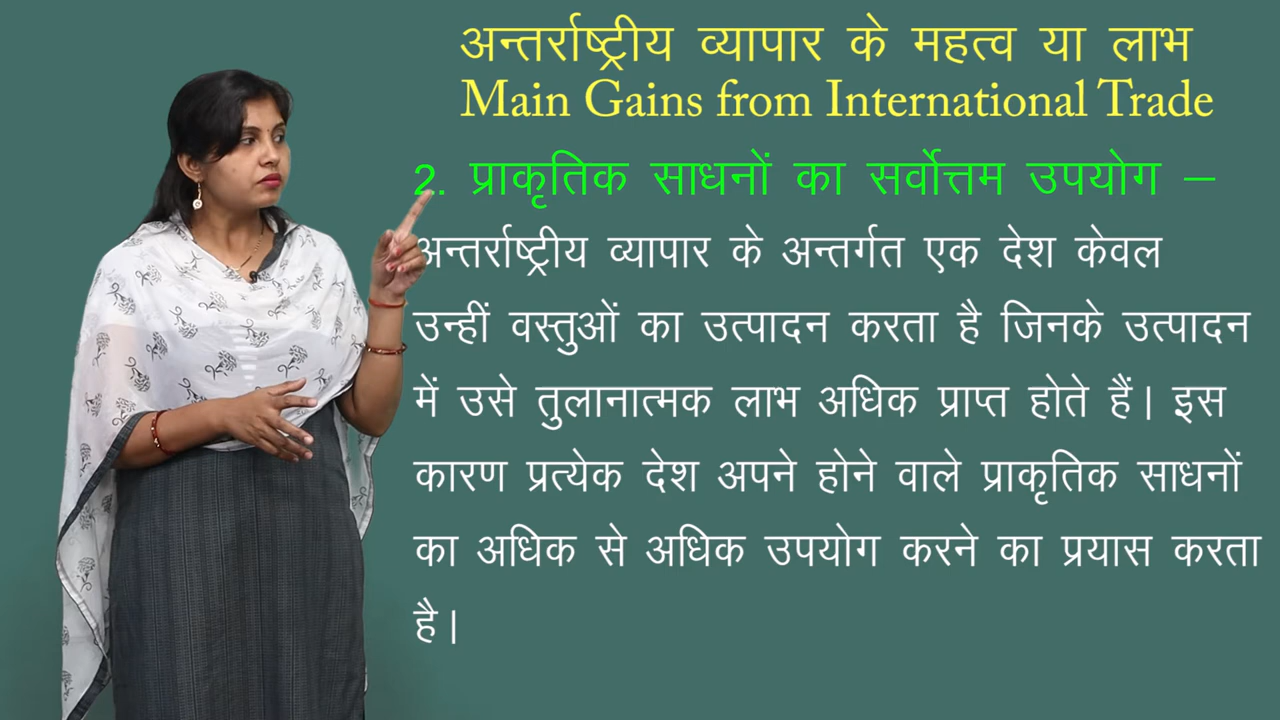 अन्तर्राष्ट्रीय व्यापार के महत्व या लाभ
Main Gains from International Trade
2. प्राकृतिक साधनों का सर्वोत्तम उपयोग –
अन्तर्राष्ट्रीय व्यापार के अन्तर्गत एक देश केवल
उन्हीं वस्तुओं का उत्पादन करता है जिनके उत्पादन
में उसे तुलानात्मक लाभ अधिक प्राप्त होते हैं। इस
कारण प्रत्येक देश अपने होने वाले प्राकृतिक साधनों
का अधिक से अधिक उपयोग करने का प्रयास करता
है।